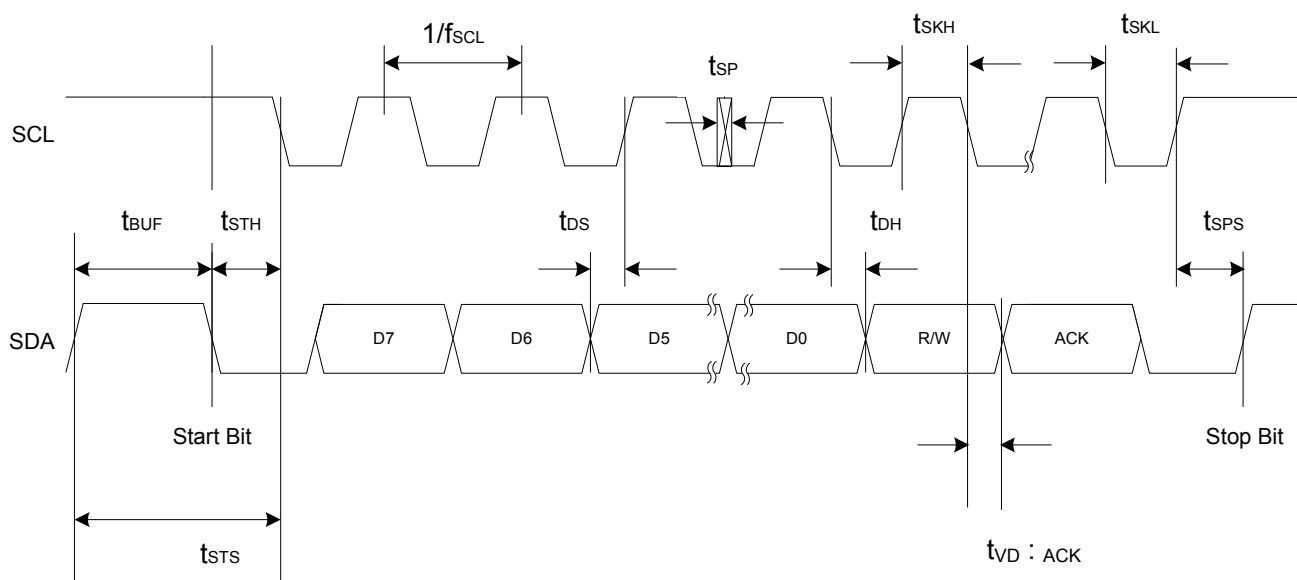 1/fSCL
tSKH
tSKL
tSP
SCL
tBUF
tSTH
tDS
tDH
tSPS
SDA
D7
D6
D5
D0
R/W
ACK
Start Bit
Stop Bit
tSTS
tVD : ACK